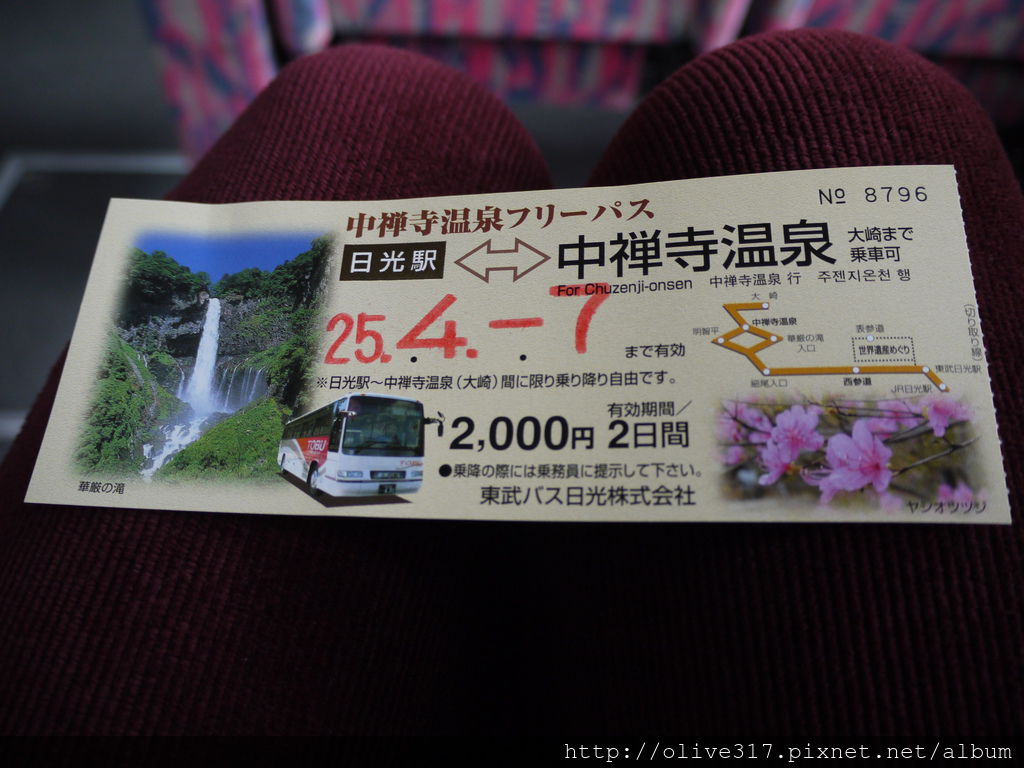 № 8796
中禅寺温泉フリーパス
日光駅
中禅寺温泉
大崎まで
乗車可
For Chuzenji-onsen 中禅寺温泉 行 주젠지온천 행
25.4.-7
まで有効
※日光駅～中禅寺温泉（大崎）間に限り乗り降り自由です。
2,000円
有効期間／
2日間
●乗降の際には乗務員に提示して下さい。
東武バス日光株式会社
華厳の滝
TOBU
大崎
中禅寺温泉
明智平
華厳の滝
入口
表参道
世界遺産めぐり
細尾入口
西参道
東武日光駅
JR日光駅
(切り取り線)
ヤシオツツジ
http://olive317.pixnet.net/album